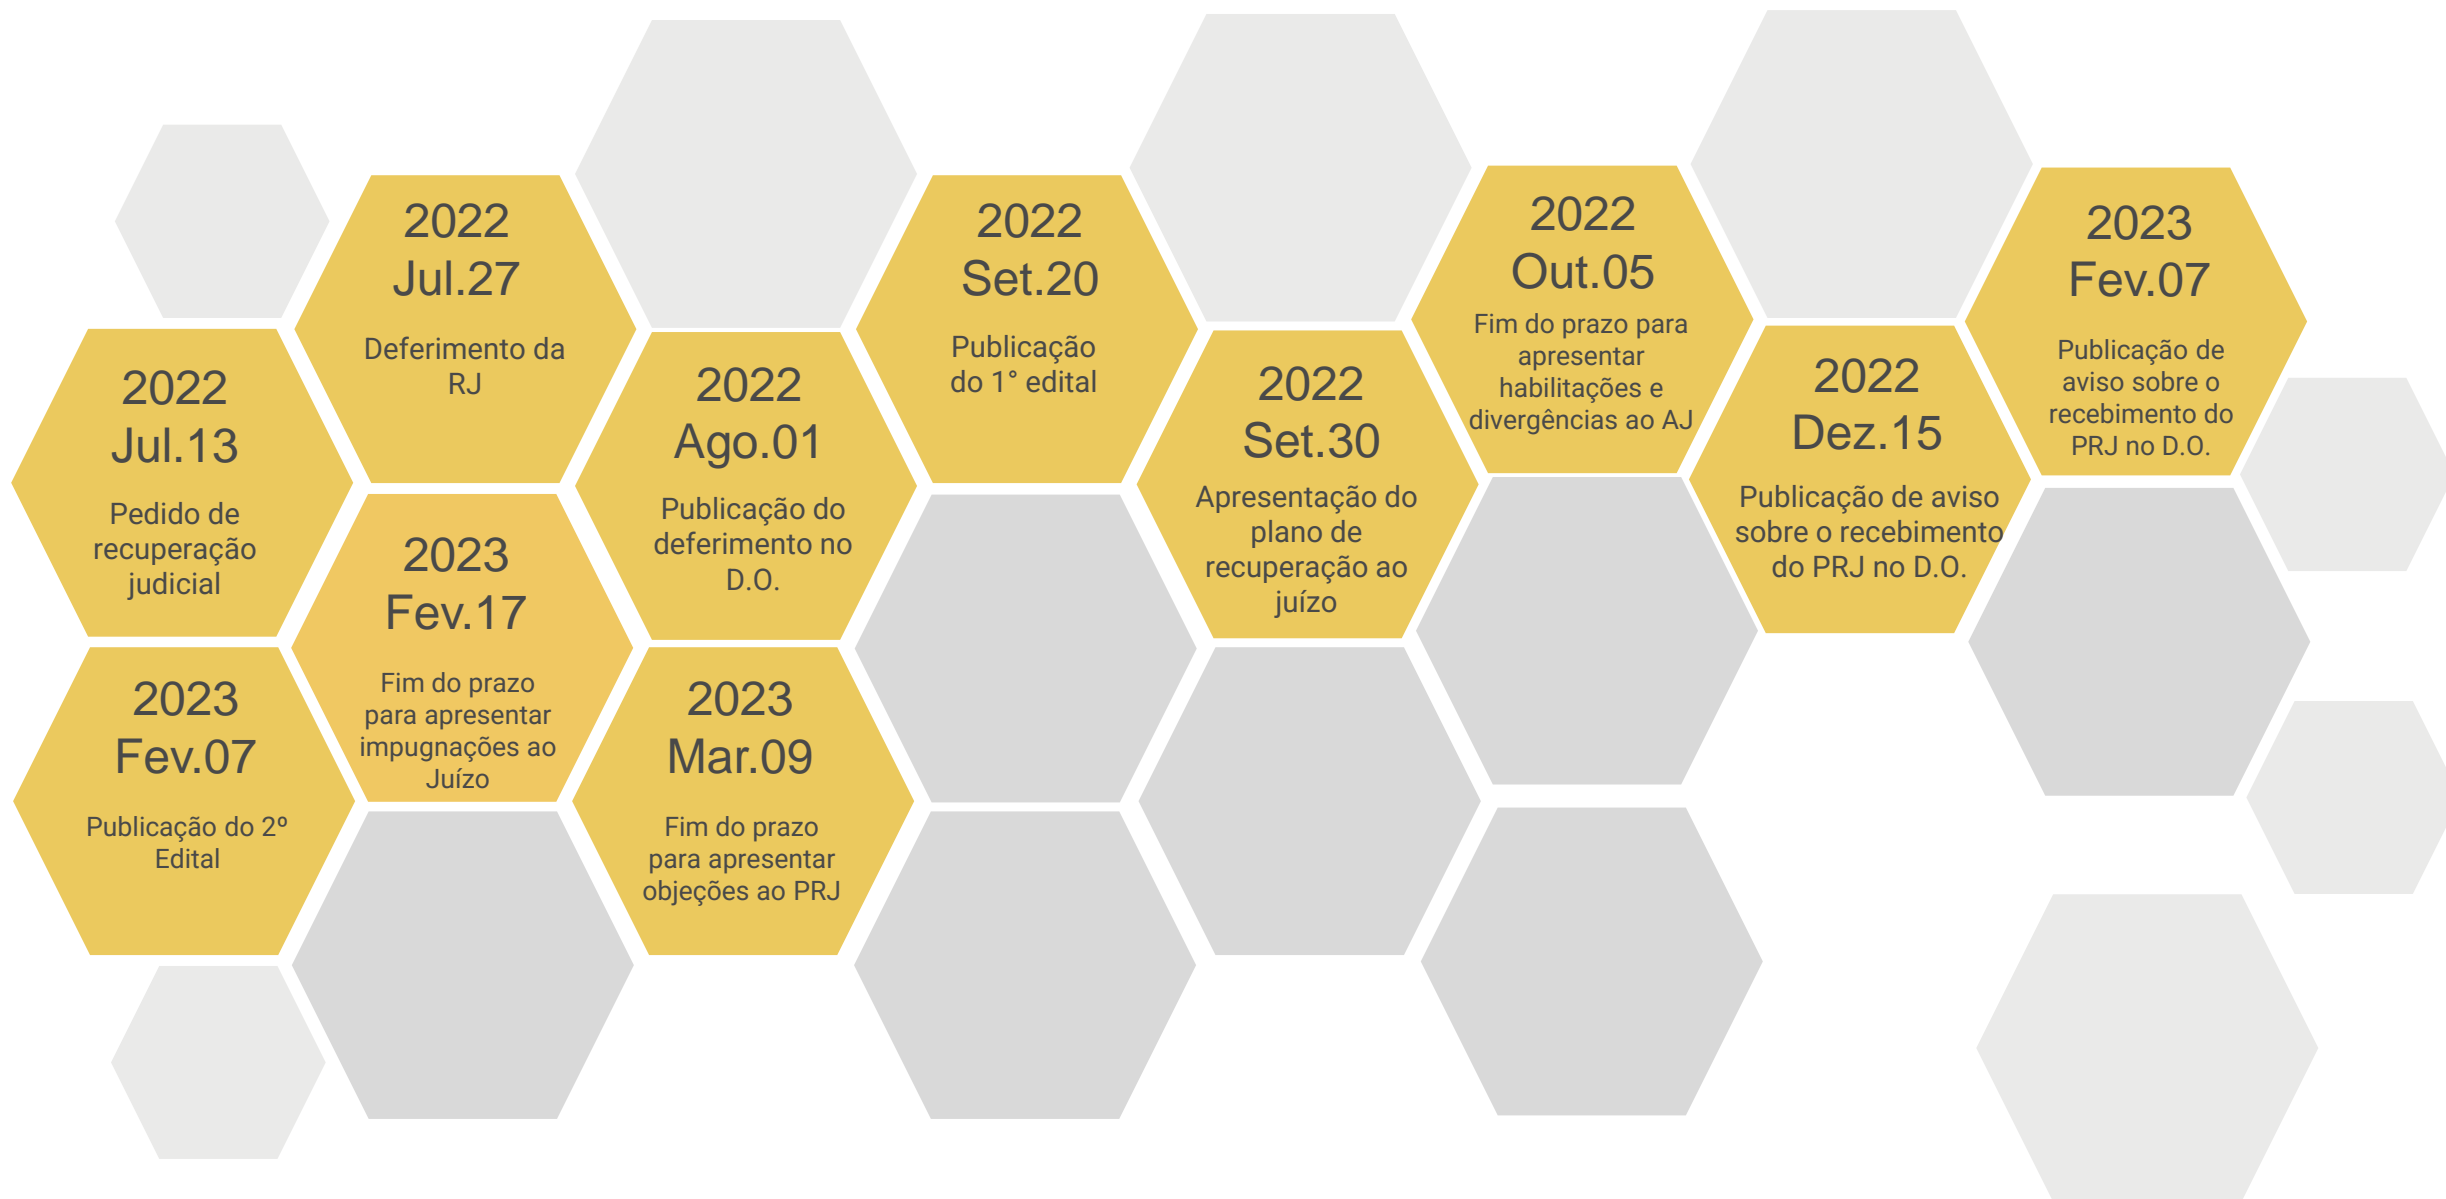 2022
Jul.13
Pedido de
recuperação
judicial
2022
Jul.27
Deferimento da
RJ
2022
Ago.01
Publicação do
deferimento no
D.O.
2022
Set.20
Publicação
do 1° edital
2022
Set.30
Apresentação do
plano de
recuperação ao
juízo
2022
Out.05
Fim do prazo para
apresentar
habilitações e
divergências ao AJ
2022
Dez.15
Publicação de aviso
sobre o recebimento
do PRJ no D.O.
2023
Fev.07
Publicação de
aviso sobre o
recebimento do
PRJ no D.O.
2023
Fev.07
Publicação do 2º
Edital
2023
Fev.17
Fim do prazo
para apresentar
impugnações ao
Juízo
2023
Mar.09
Fim do prazo
para apresentar
objeções ao PRJ